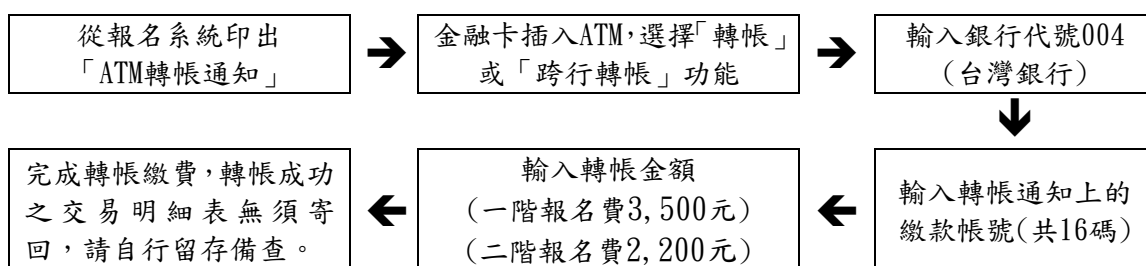 從報名系統印出
「ATM轉帳通知」
金融卡插入ATM，選擇「轉帳」
或「跨行轉帳」功能
輸入銀行代號004
(台灣銀行)
輸入轉帳通知上的
繳款帳號(共16碼)
輸入轉帳金額
(一階報名費3,500元)
(二階報名費2,200元)
完成轉帳繳費，轉帳成功
之交易明細表無須寄
回，請自行留存備查。